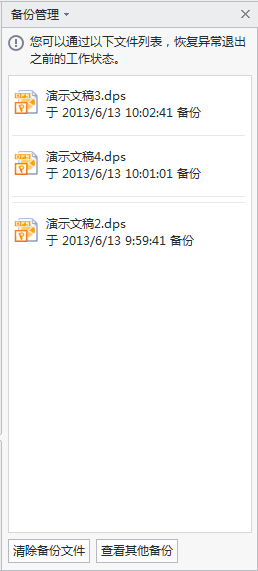 备份管理
您可以通过以下文件列表，恢复异常退出
之前的工作状态。
演示文稿3.dps
于 2013/6/13 10:02:41 备份
演示文稿4.dps
于 2013/6/13 10:01:01 备份
演示文稿2.dps
于 2013/6/13 9:59:41 备份
清除备份文件 查看其他备份